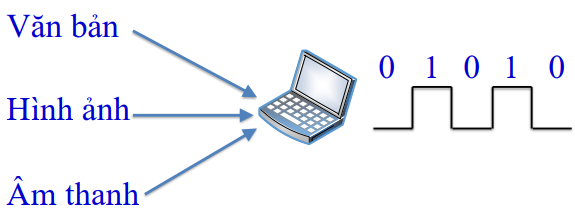 Văn bản
Hình ảnh
Âm thanh
0 1 0 1 0